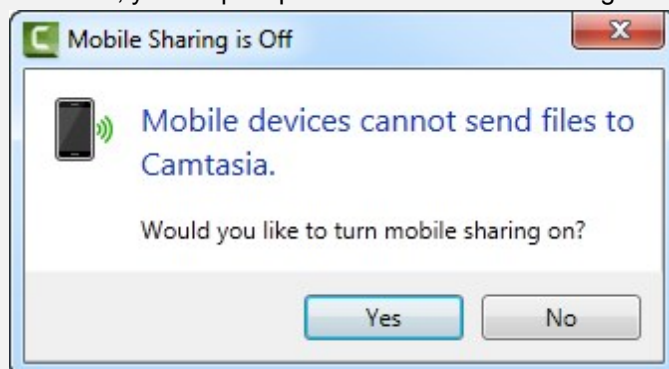 Mobile Sharing is Off
Mobile devices cannot send files to
Camtasia.
Would you like to turn mobile sharing on?
Yes No